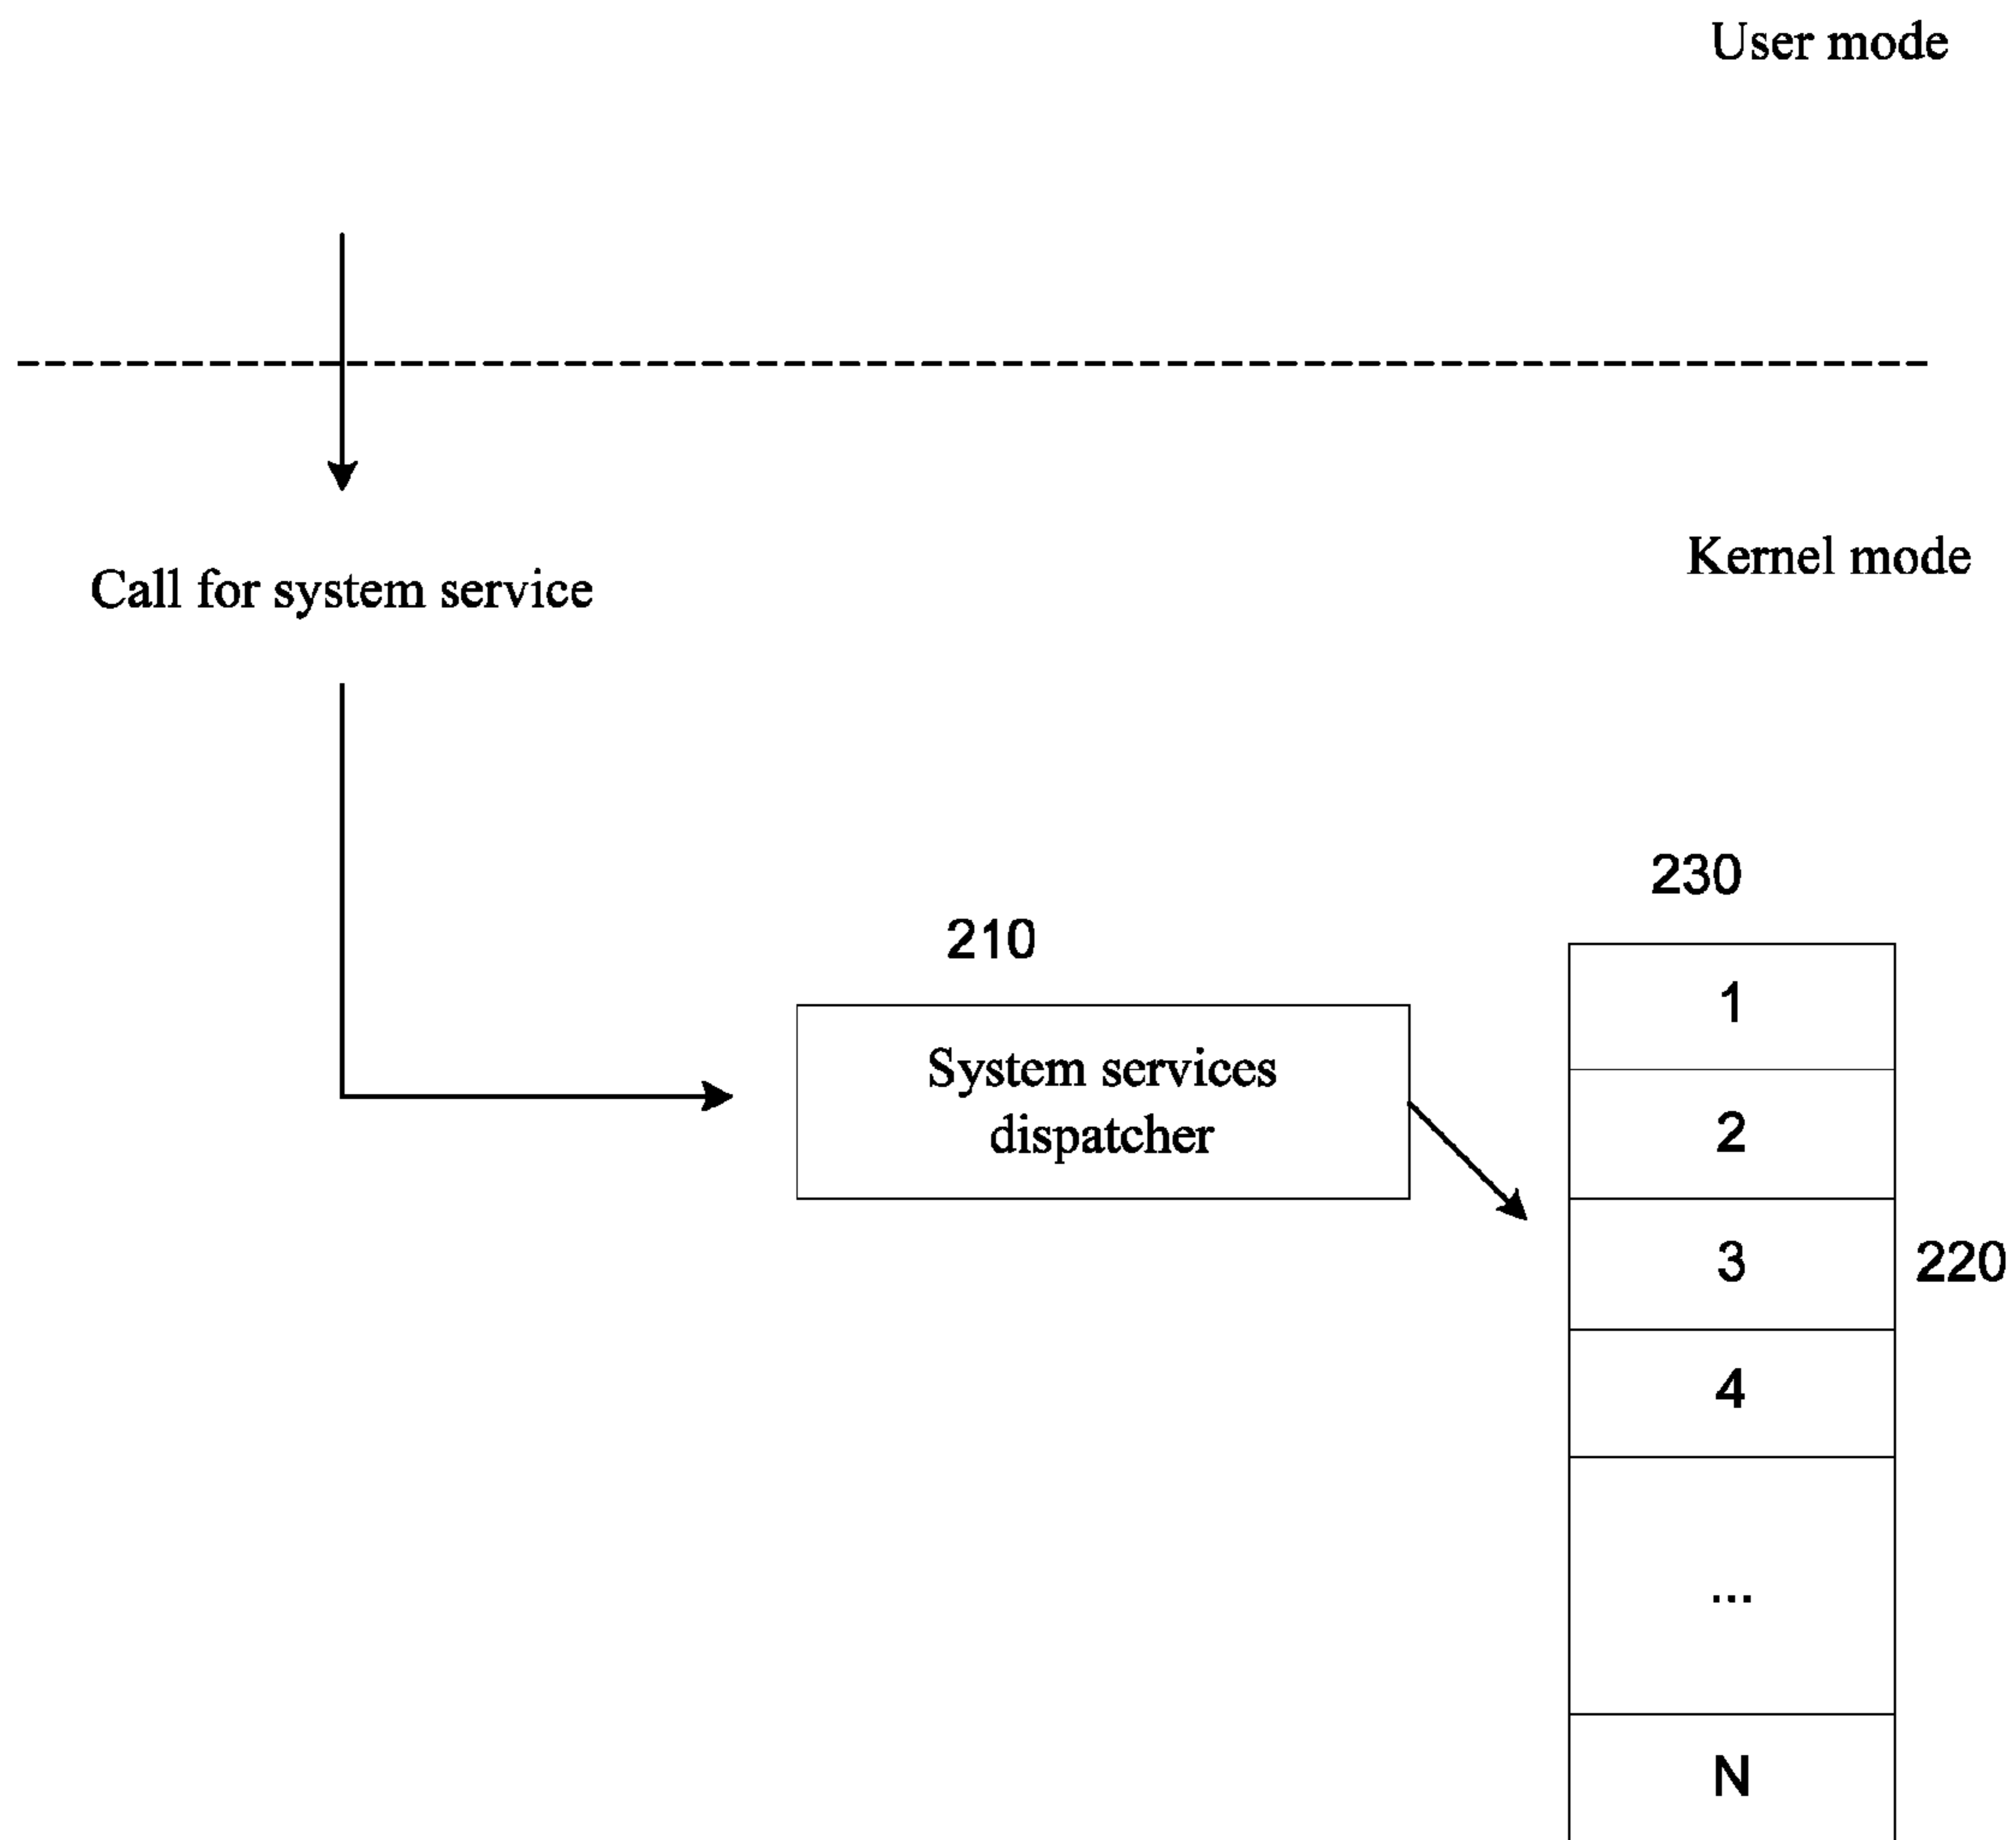 User mode
Kernel mode
Call for system service
230
210
1
System services
dispatcher
2
3
220
4
...
N